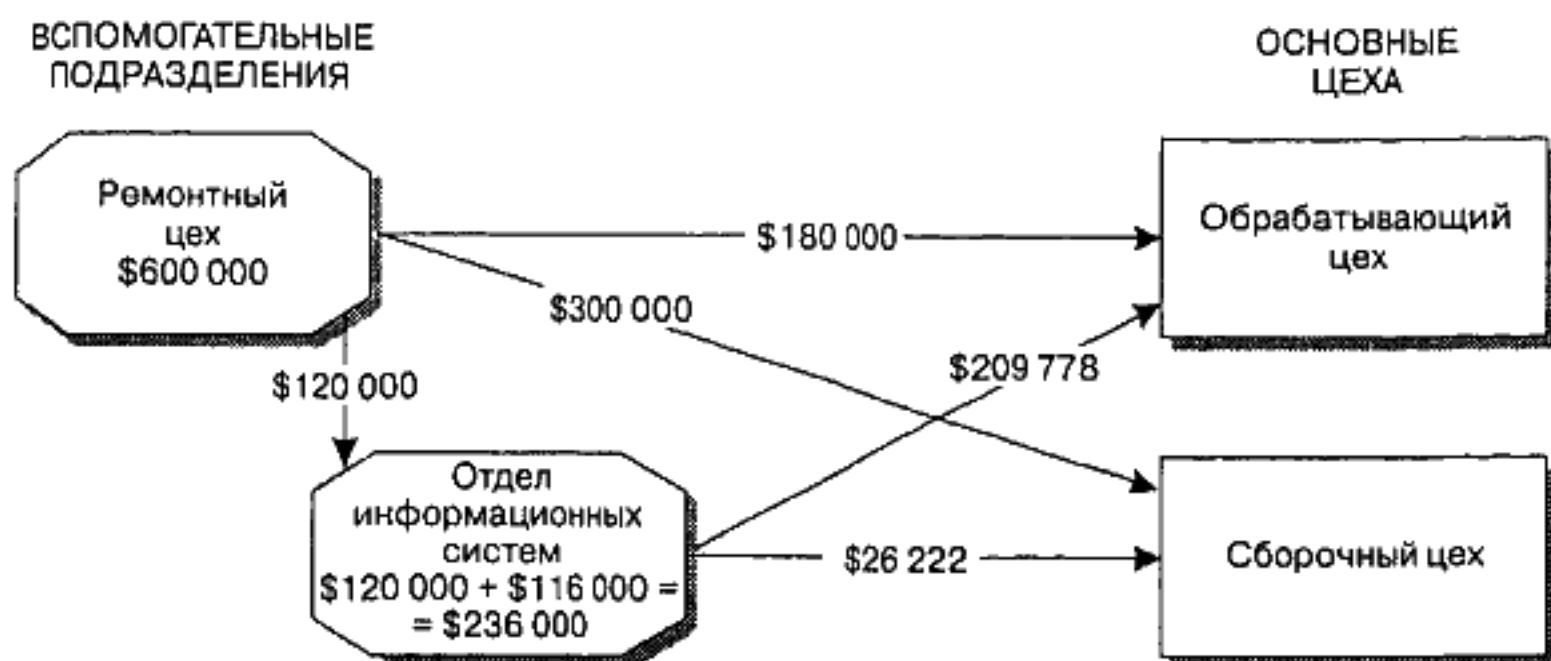 ВСПОМОГАТЕЛЬНЫЕ
ПОДРАЗДЕЛЕНИЯ
ОСНОВНЫЕ
ЦЕХА
Ремонтный
цех
$600 000
$180 000
Обрабатывающий
цех
$300 000
$209 778
$120 000
Отдел
информационных
систем
$120 000 + $116 000 =
= $236 000
$26 222
Сборочный цех